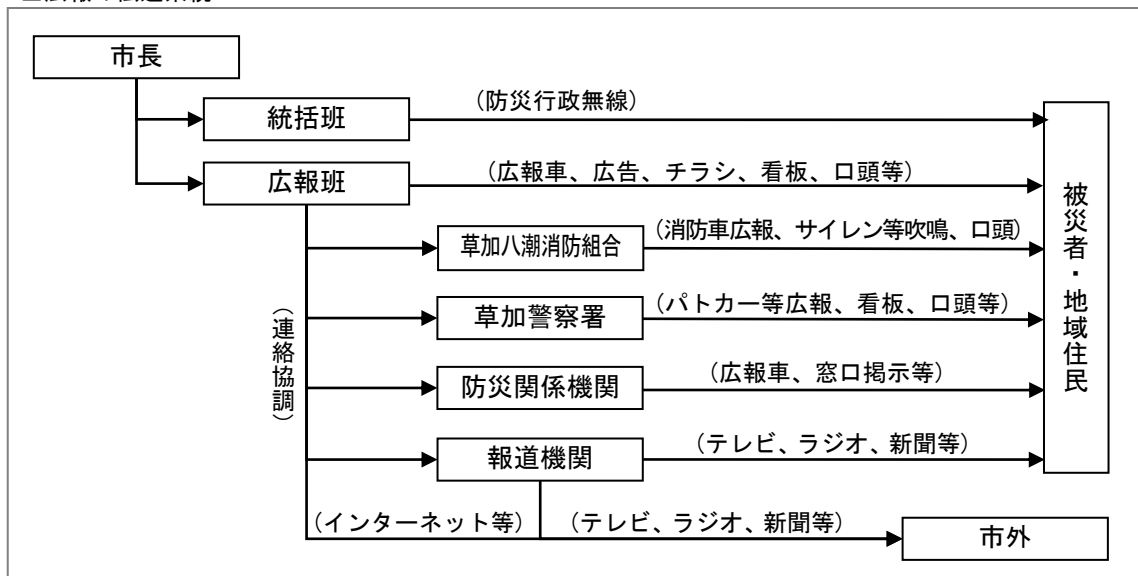 市長
統括班
(防災行政無線)
広報班
(広報車、広告、チラシ、看板、口頭等)
草加八潮消防組合
(消防車広報、サイレン等吹鳴、口頭)
草加警察署
(パトカー等広報、看板、口頭等)
防災関係機関
(広報車、窓口掲示等)
報道機関
(テレビ、ラジオ、新聞等)
(連絡協調)
被災者・地域住民
(インターネット等)
(テレビ、ラジオ、新聞等)
市外